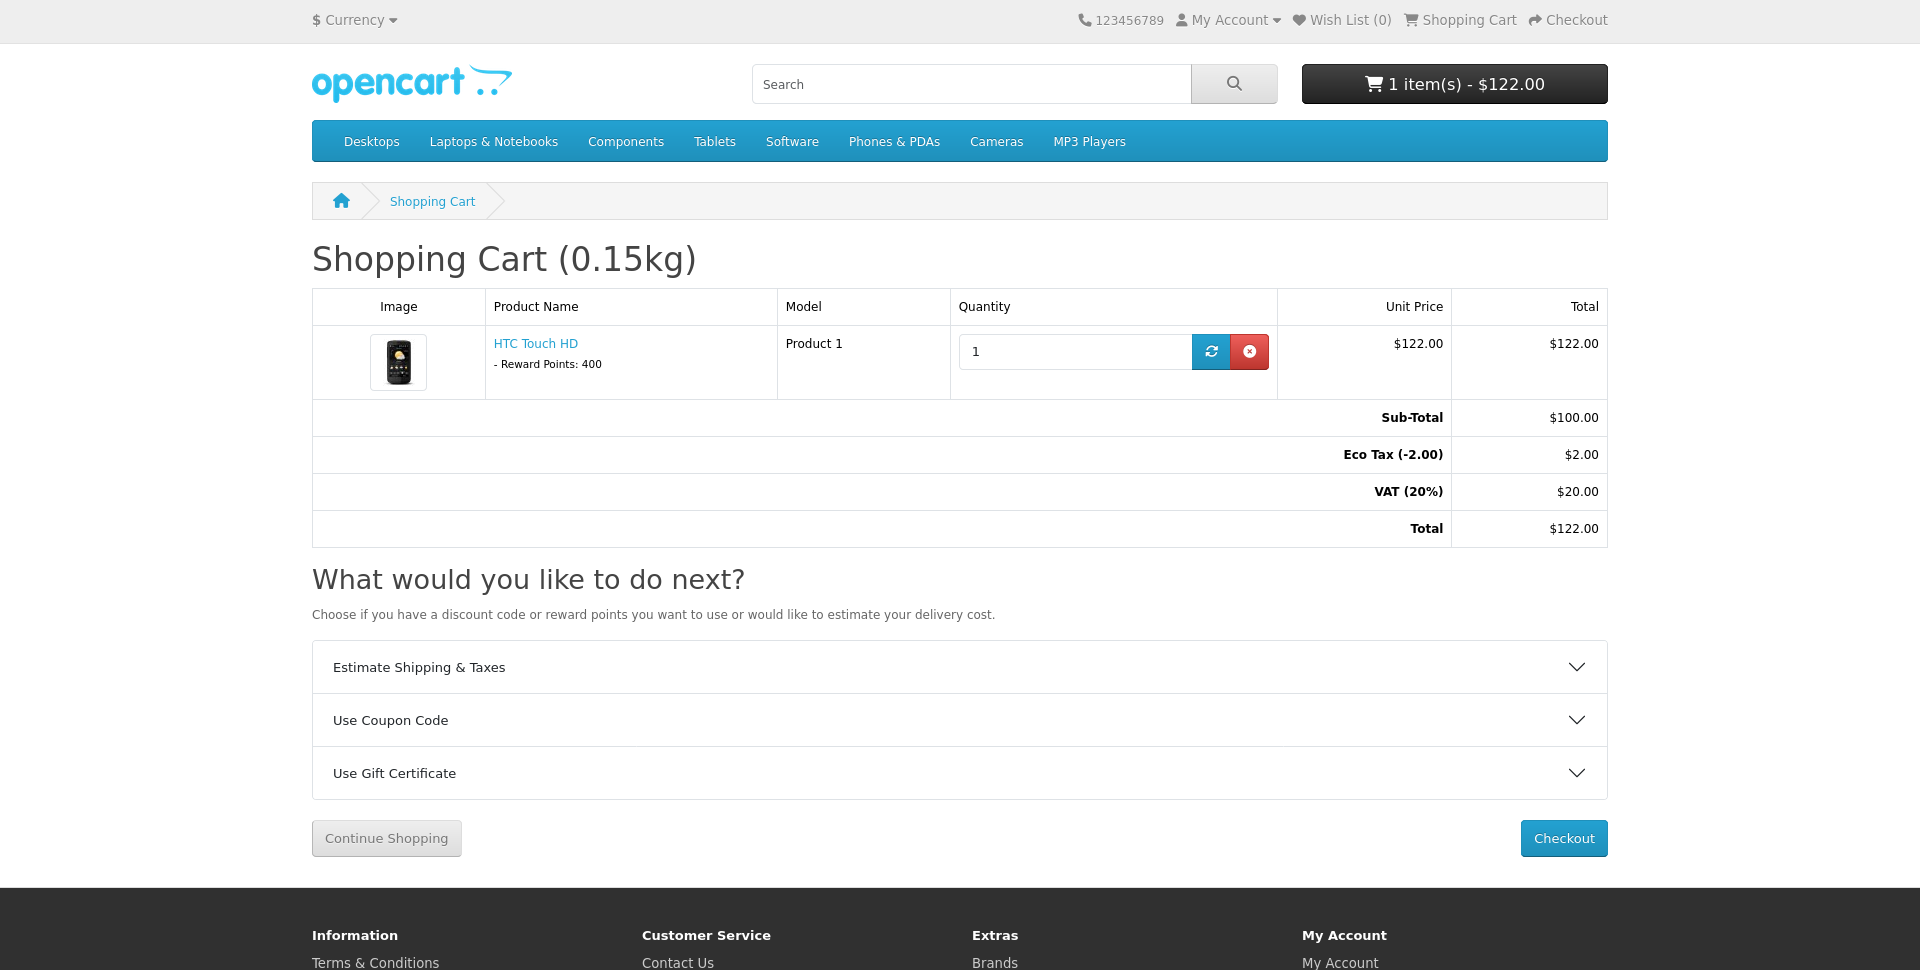 $ Currency
123456789 My Account Wish List (0) Shopping Cart Checkout
opencart
Search
1 item(s) - $122.00
Desktops Laptops & Notebooks Components Tablets Software Phones & PDAs Cameras MP3 Players
Shopping Cart
Shopping Cart (0.15kg)
Image Product Name Model Quantity Unit Price Total
HTC Touch HD Product 1 1 $122.00 $122.00
- Reward Points: 400
Sub-Total $100.00
Eco Tax (-2.00) $2.00
VAT (20%) $20.00
Total $122.00
What would you like to do next?
Choose if you have a discount code or reward points you want to use or would like to estimate your delivery cost.
Estimate Shipping & Taxes
Use Coupon Code
Use Gift Certificate
Continue Shopping Checkout
Information Customer Service Extras My Account
Terms & Conditions Contact Us Brands My Account